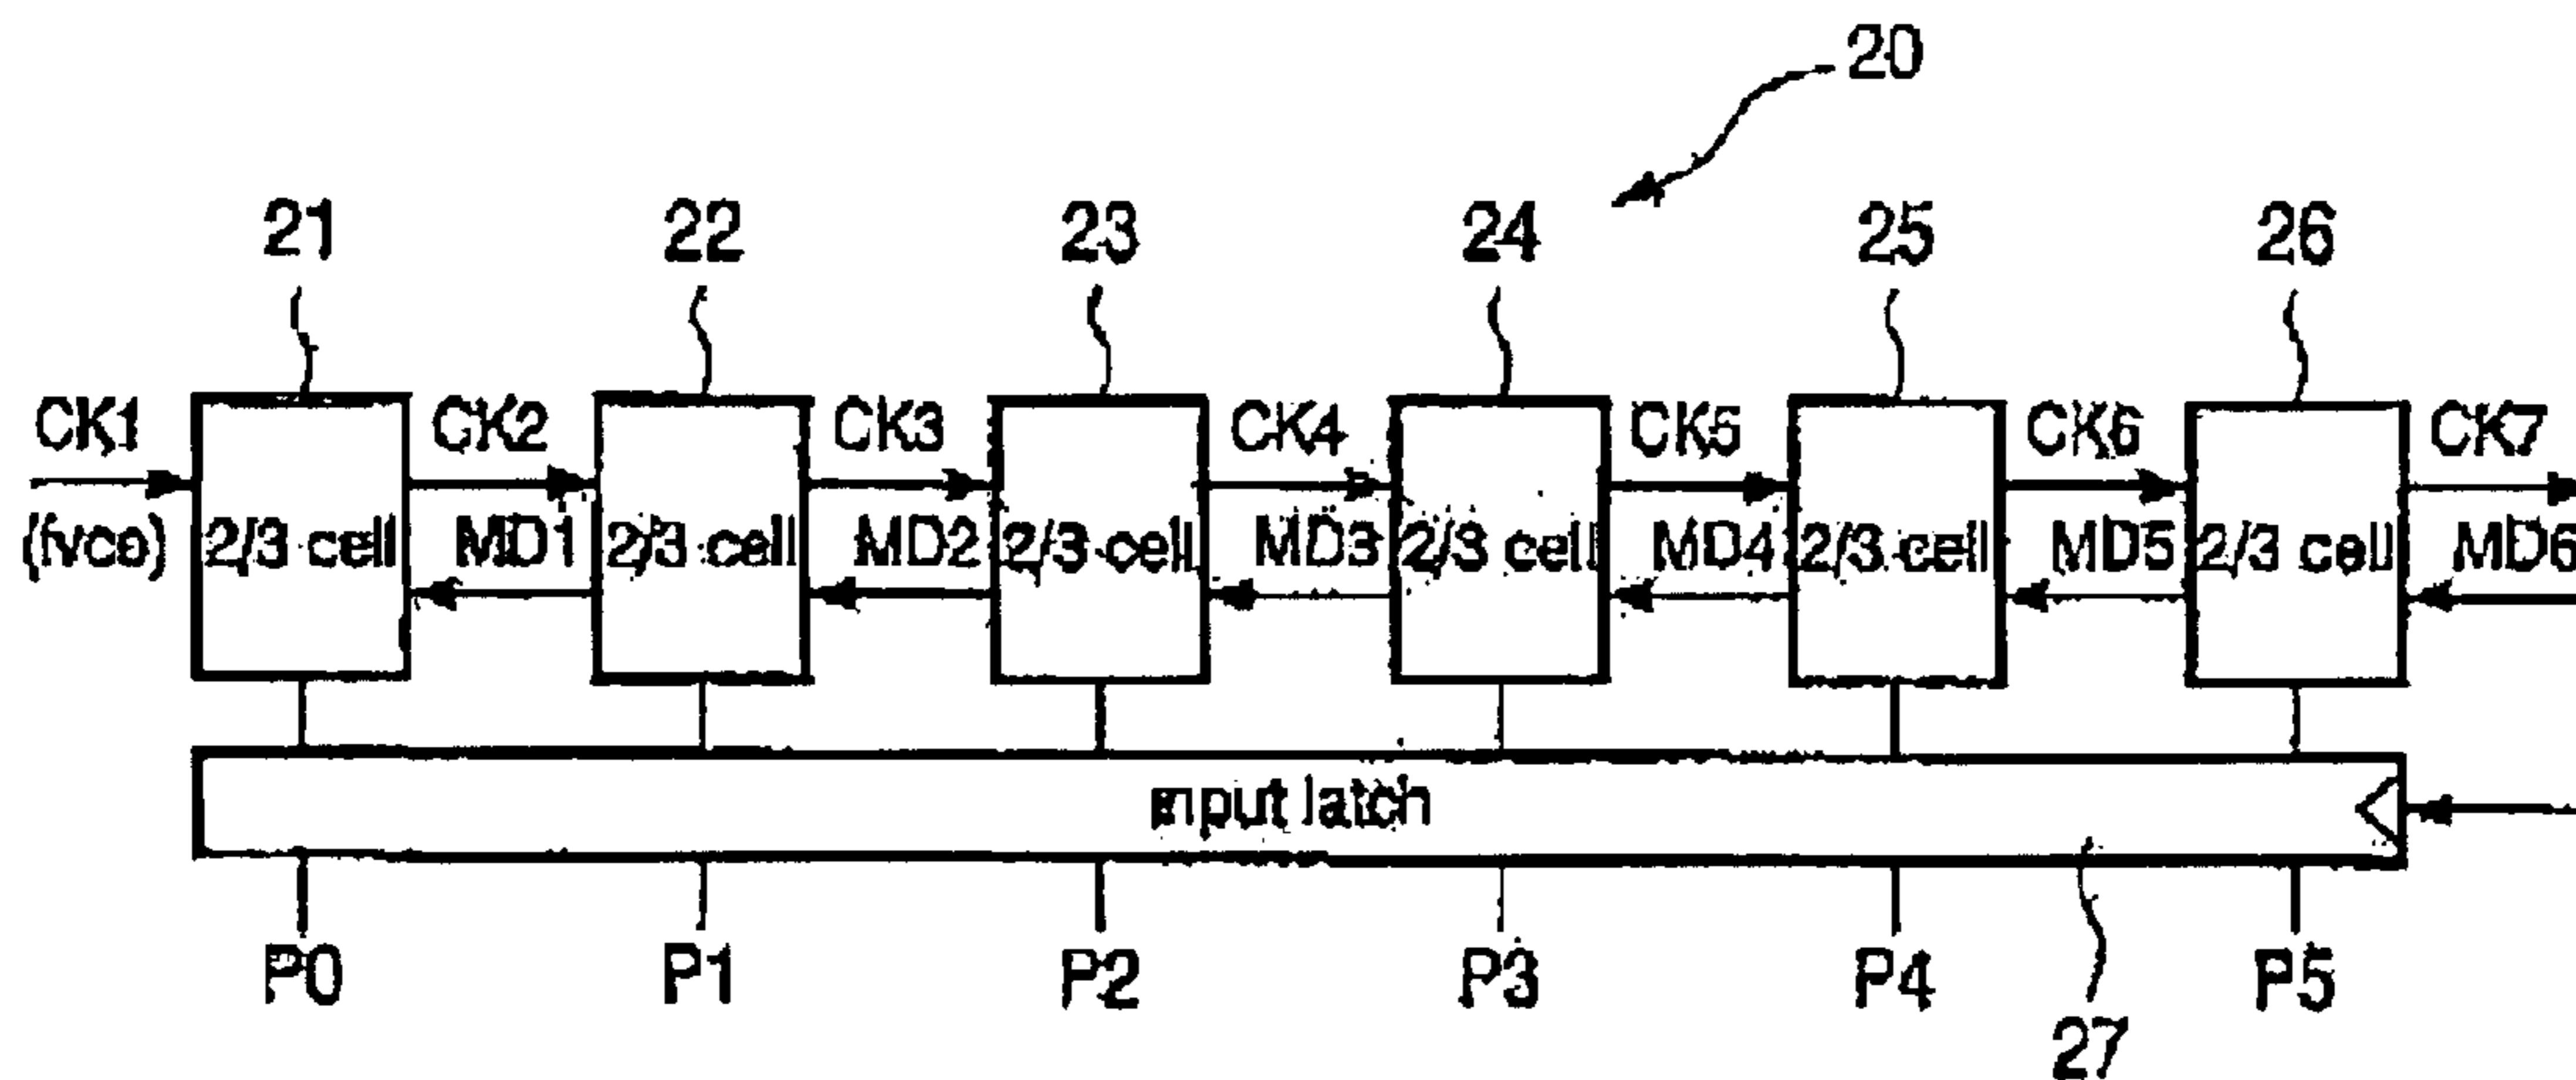 20
21 22 23 24 25 26
CK1 CK2 CK3 CK4 CK5 CK6 CK7
(fvco) 2/3 cell MD1 2/3 cell MD2 2/3 cell MD3 2/3 cell MD4 2/3 cell MD5 2/3 cell MD6
input latch
P0 P1 P2 P3 P4 P5
27